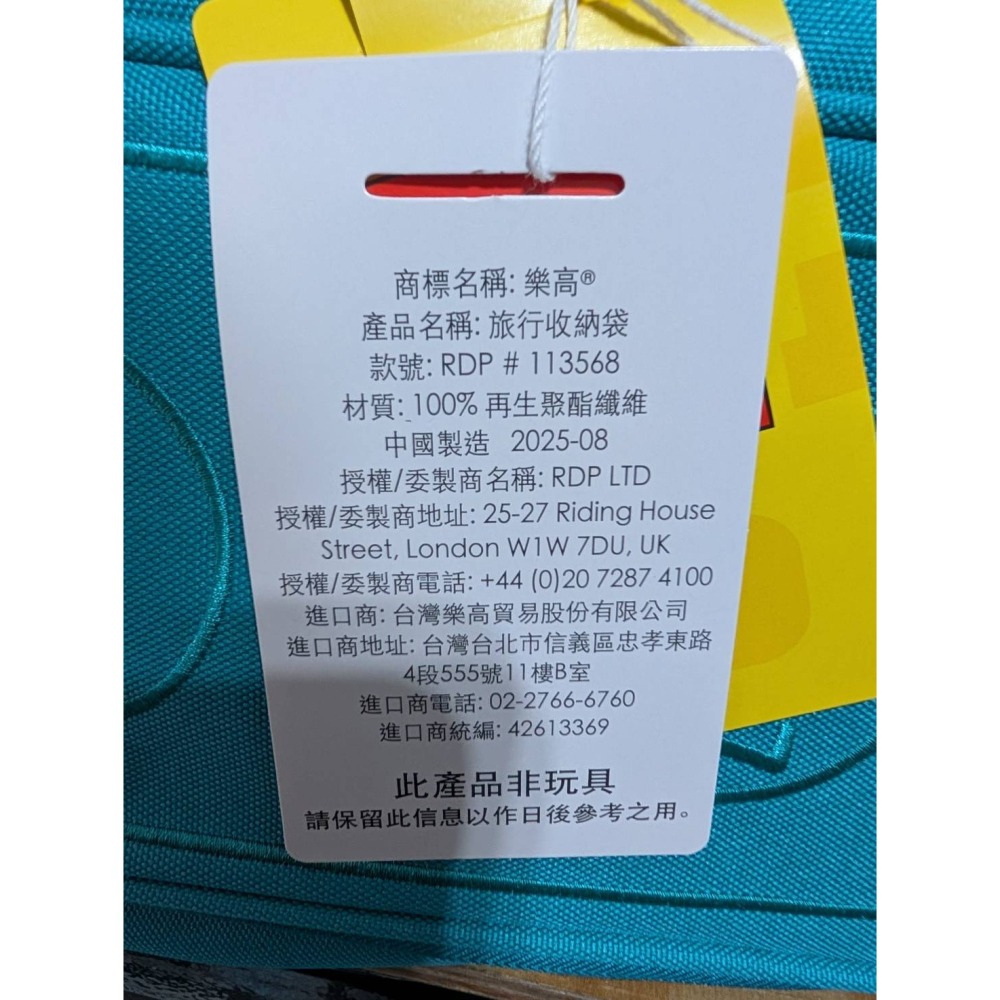 商標名稱: 樂高®
產品名稱: 旅行收納袋
款號: RDP # 113568
材質: 100% 再生聚酯纖維
中國製造 2025-08
授權/委製商名稱: RDP LTD
授權/委製商地址: 25-27 Riding House
Street, London W1W 7DU, UK
授權/委製商電話: +44 (0)20 7287 4100
進口商: 台灣樂高貿易股份有限公司
進口商地址: 台灣台北市信義區忠孝東路
4段555號11樓B室
進口商電話: 02-2766-6760
進口商統編: 42613369
此產品非玩具
請保留此信息以作日後參考之用。